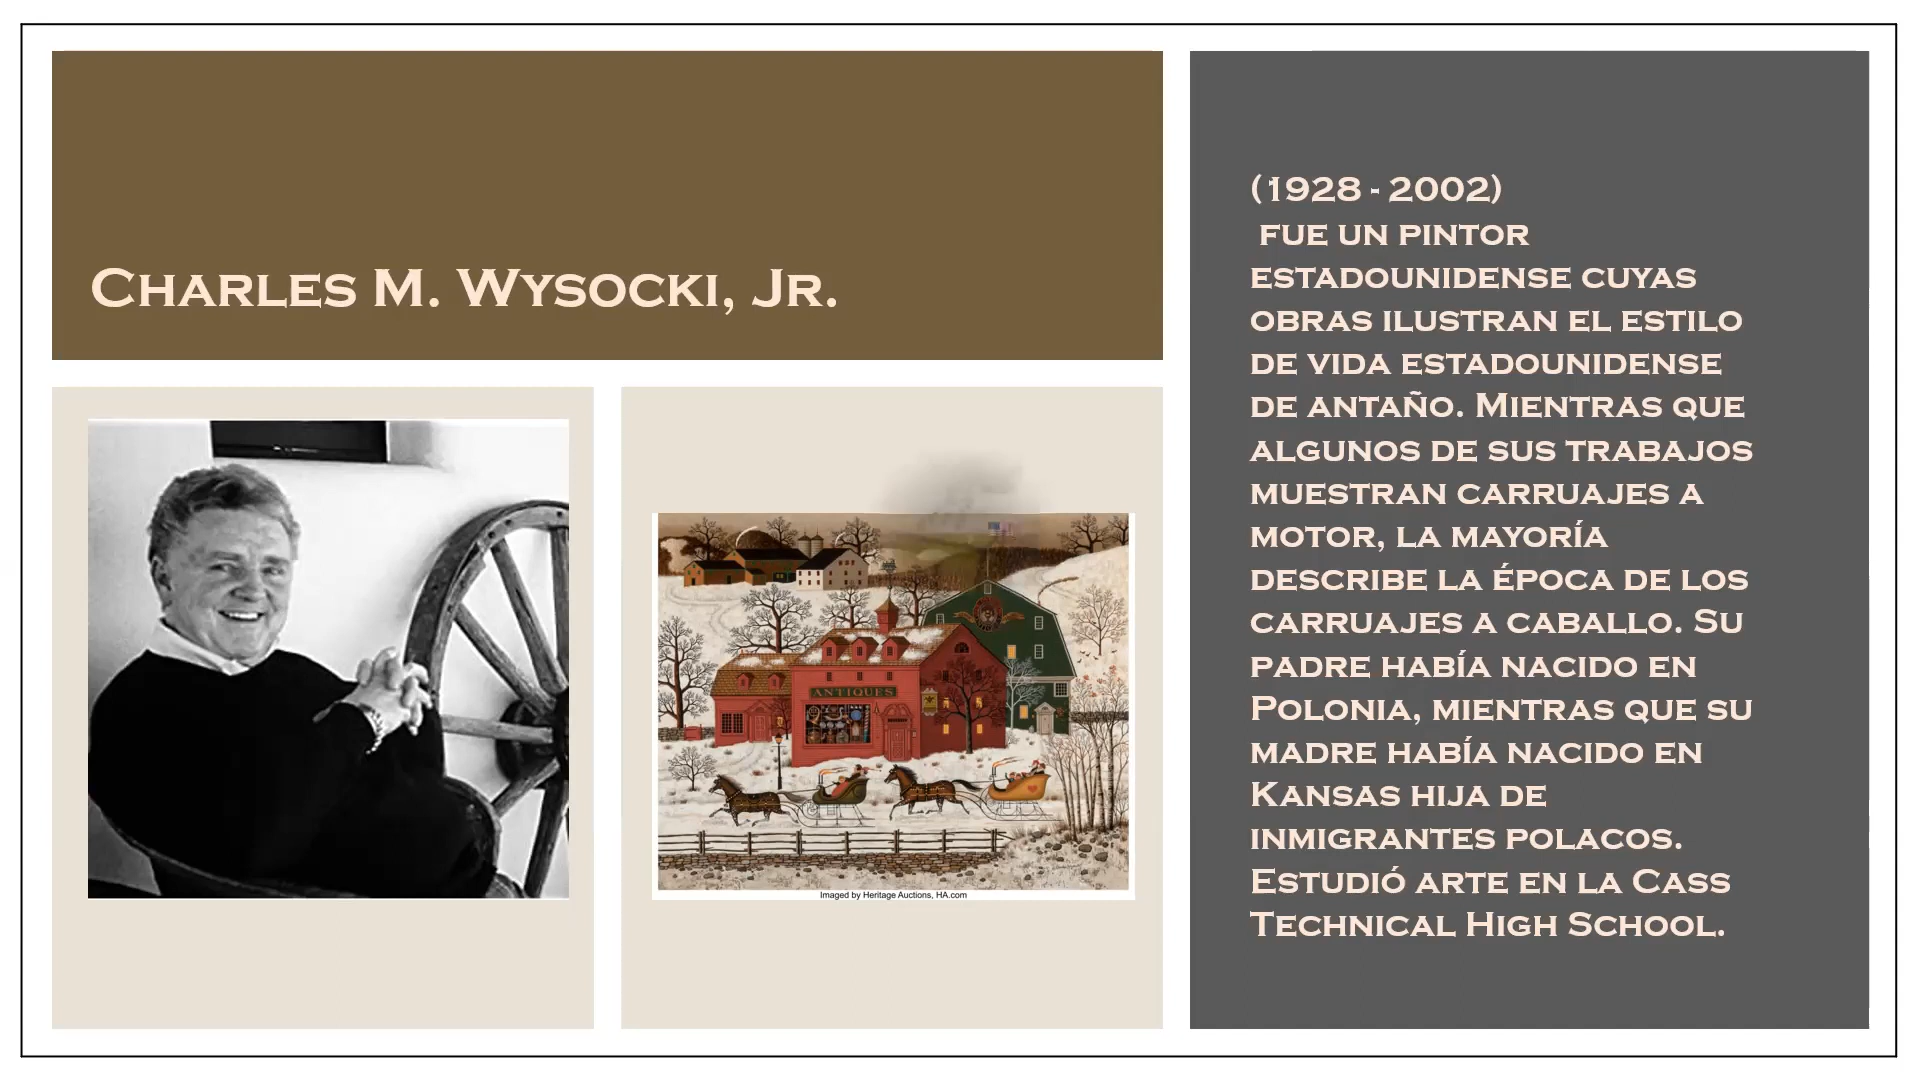 Charles M. Wysocki, Jr.
ANTIQUES
Imaged by Heritage Auctions, HA.com
(1928 - 2002)
fue un pintor
estadounidense cuyas
obras ilustran el estilo
de vida estadounidense
de antaño. Mientras que
algunos de sus trabajos
muestran carruajes a
motor, la mayoría
describe la época de los
carruajes a caballo. Su
padre había nacido en
Polonia, mientras que su
madre había nacido en
Kansas hija de
inmigrantes polacos.
Estudió arte en la Cass
Technical High School.